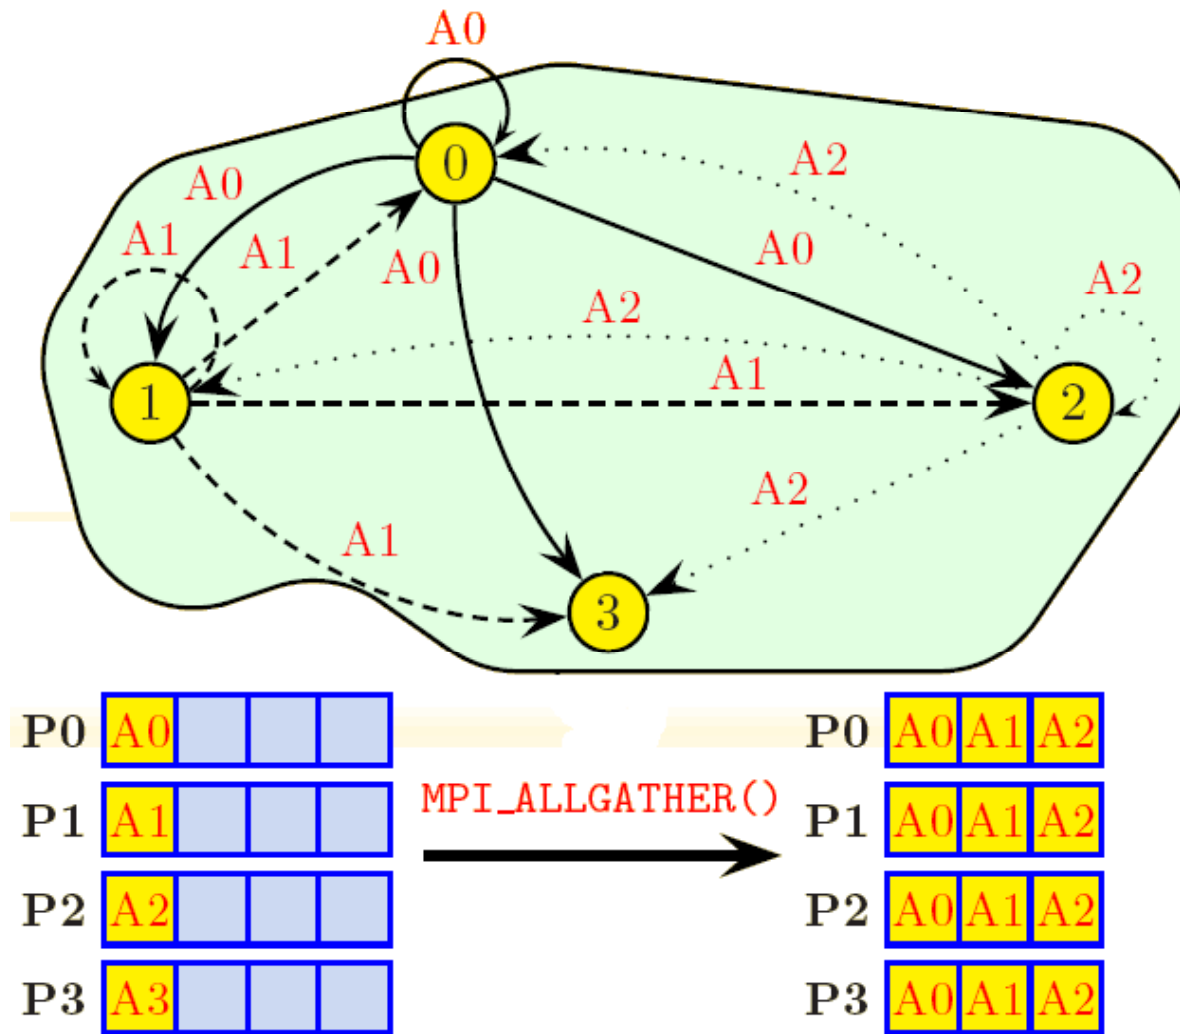 A0
0
A2
A0
A1
A1
A0
A0
A2
A2
A1
1
2
A2
A1
3
P0 A0
P1 A1
P2 A2
P3 A3
MPI_ALLGATHER()
P0 A0 A1 A2
P1 A0 A1 A2
P2 A0 A1 A2
P3 A0 A1 A2